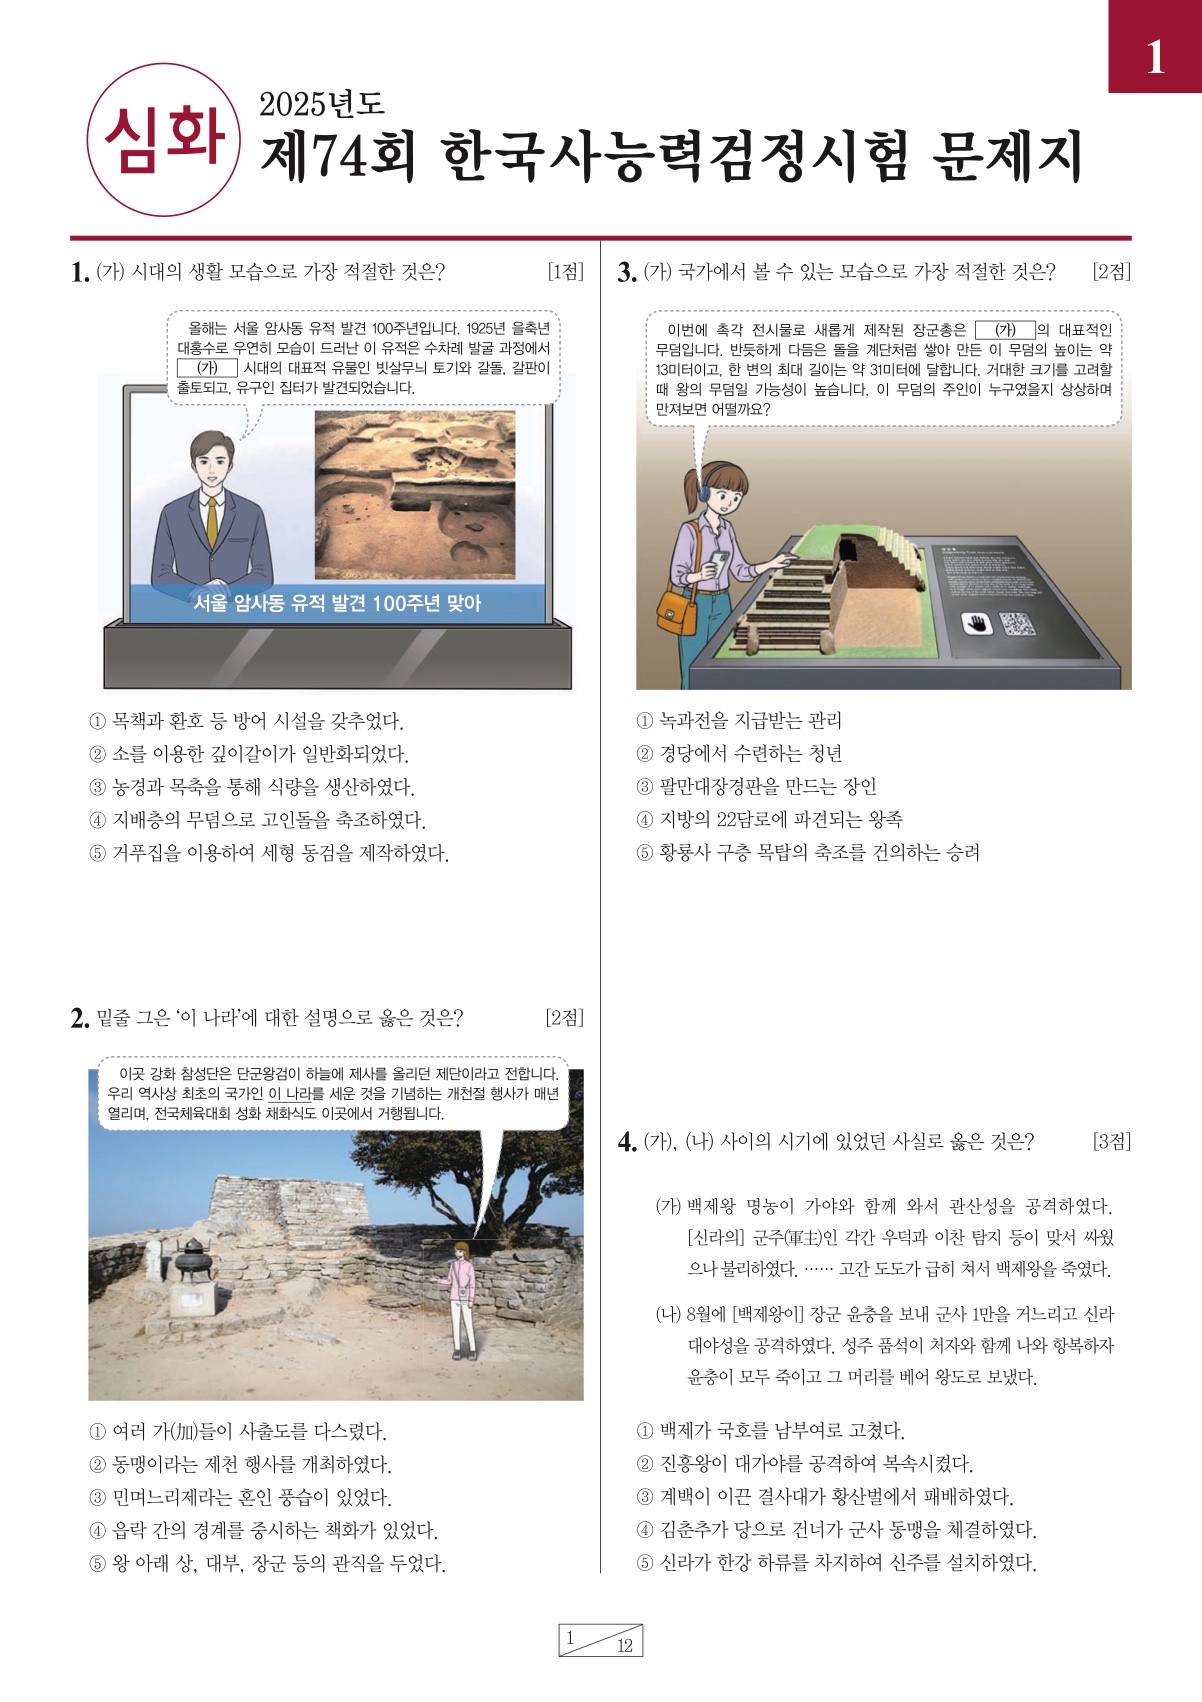 1
심화
2025년도
제74회 한국사능력검정시험 문제지
1. (가) 시대의 생활 모습으로 가장 적절한 것은? [1점]
올해는 서울 암사동 유적 발견 100주년입니다. 1925년 을축년
대홍수로 우연히 모습이 드러난 이 유적은 수차례 발굴 과정에서
(가) 시대의 대표적 유물인 빗살무늬 토기와 갈돌, 갈판이
출토되고, 유구인 집터가 발견되었습니다.
서울 암사동 유적 발견 100주년 맞아
① 목책과 환호 등 방어 시설을 갖추었다.
② 소를 이용한 깊이갈이가 일반화되었다.
③ 농경과 목축을 통해 식량을 생산하였다.
④ 지배층의 무덤으로 고인돌을 축조하였다.
⑤ 거푸집을 이용하여 세형 동검을 제작하였다.
2. 밑줄 그은 ‘이 나라’에 대한 설명으로 옳은 것은? [2점]
이곳 강화 참성단은 단군왕검이 하늘에 제사를 올리던 제단이라고 전합니다.
우리 역사상 최초의 국가인 이 나라를 세운 것을 기념하는 개천절 행사가 매년
열리며, 전국체육대회 성화 채화식도 이곳에서 거행됩니다.
① 여러 가(加)들이 사출도를 다스렸다.
② 동맹이라는 제천 행사를 개최하였다.
③ 민며느리제라는 혼인 풍습이 있었다.
④ 읍락 간의 경계를 중시하는 책화가 있었다.
⑤ 왕 아래 상, 대부, 장군 등의 관직을 두었다.
3. (가) 국가에서 볼 수 있는 모습으로 가장 적절한 것은? [2점]
이번에 촉각 전시물로 새롭게 제작된 장군총은 (가) 의 대표적인
무덤입니다. 반듯하게 다듬은 돌을 계단처럼 쌓아 만든 이 무덤의 높이는 약
13미터이고, 한 변의 최대 길이는 약 31미터에 달합니다. 거대한 크기를 고려할
때 왕의 무덤일 가능성이 높습니다. 이 무덤의 주인이 누구였을지 상상하며
만져보면 어떨까요?
① 녹과전을 지급받는 관리
② 경당에서 수련하는 청년
③ 팔만대장경판을 만드는 장인
④ 지방의 22담로에 파견되는 왕족
⑤ 황룡사 구층 목탑의 축조를 건의하는 승려
4. (가), (나) 사이의 시기에 있었던 사실로 옳은 것은? [3점]
(가) 백제왕 명농이 가야와 함께 와서 관산성을 공격하였다.
[신라의] 군주(軍主)인 각간 우덕과 이찬 탐지 등이 맞서 싸웠
으나 불리하였다. …… 고간 도도가 급히 쳐서 백제왕을 죽였다.
(나) 8월에 [백제왕이] 장군 윤충을 보내 군사 1만을 거느리고 신라
대야성을 공격하였다. 성주 품석이 처자와 함께 나와 항복하자
윤충이 모두 죽이고 그 머리를 베어 왕도로 보냈다.
① 백제가 국호를 남부여로 고쳤다.
② 진흥왕이 대가야를 공격하여 복속시켰다.
③ 계백이 이끈 결사대가 황산벌에서 패배하였다.
④ 김춘추가 당으로 건너가 군사 동맹을 체결하였다.
⑤ 신라가 한강 하류를 차지하여 신주를 설치하였다.
1
12